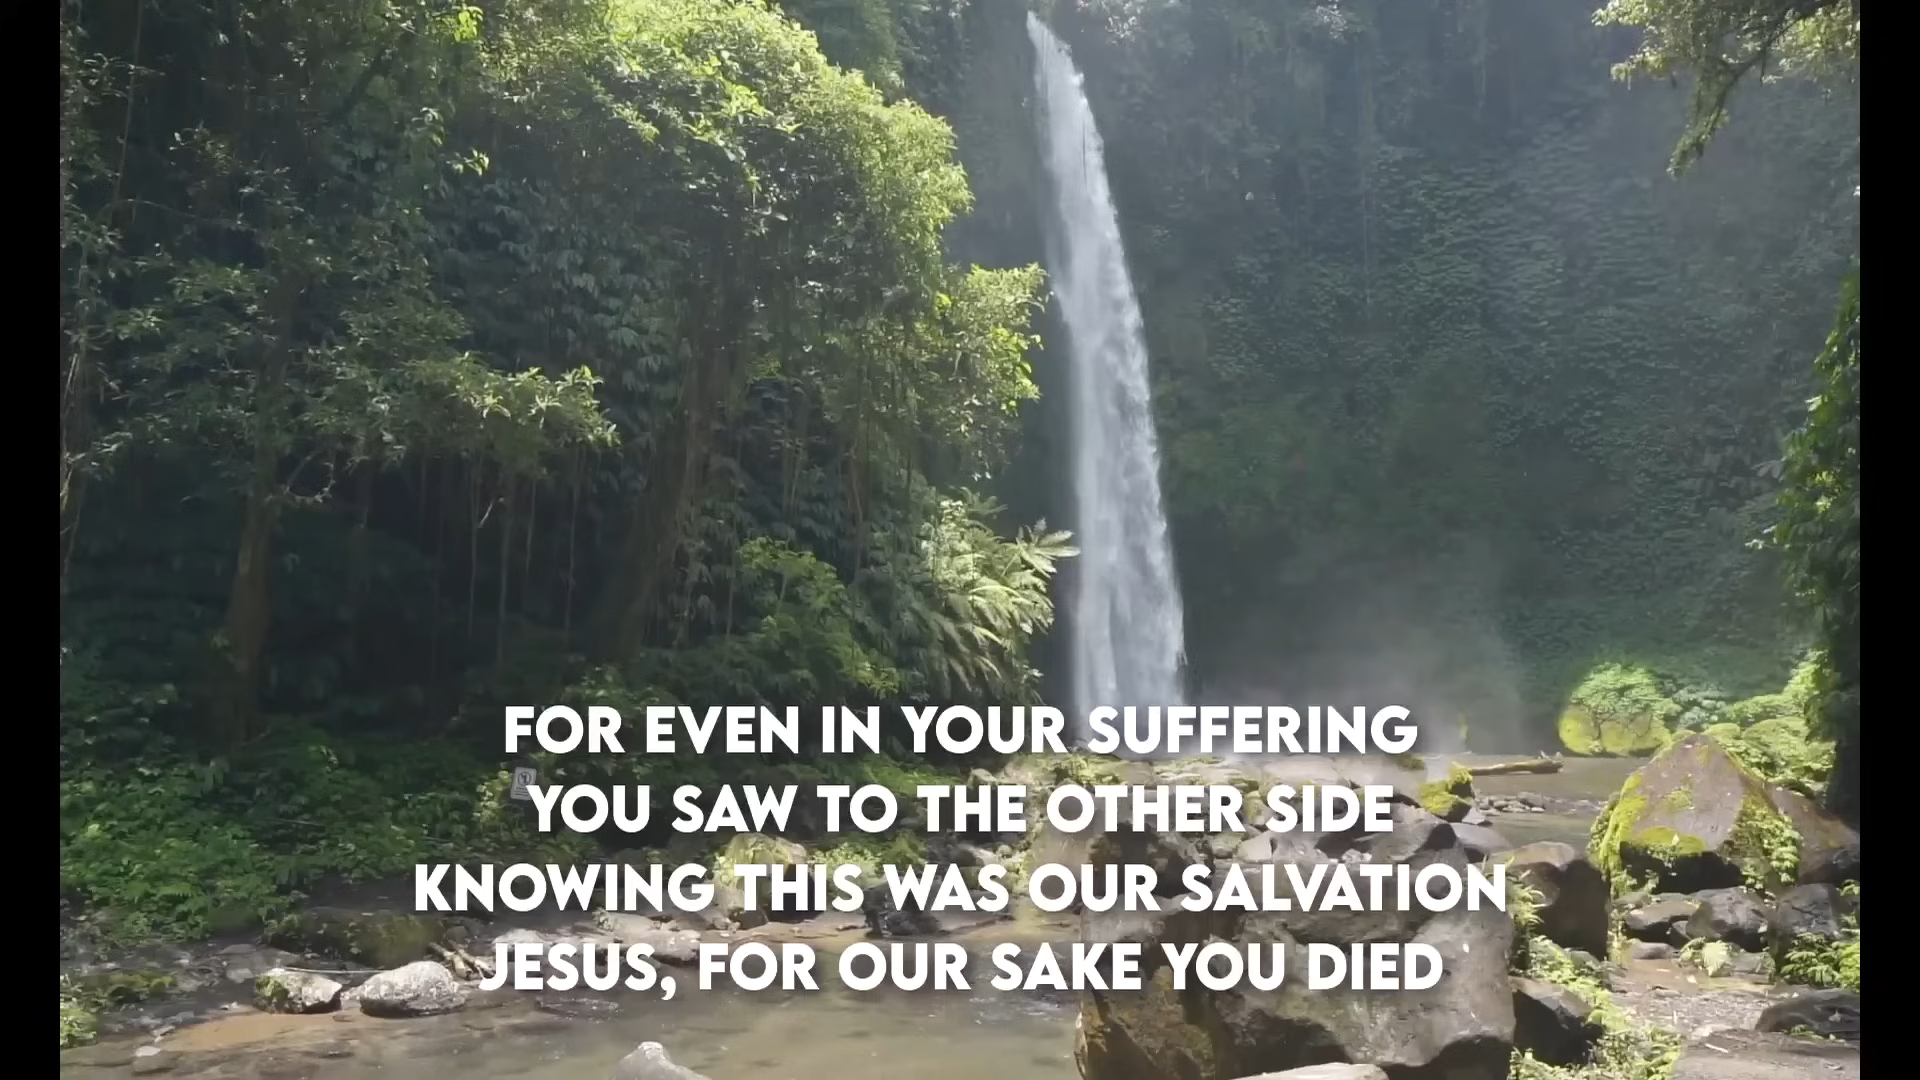 FOR EVEN IN YOUR SUFFERING
YOU SAW TO THE OTHER SIDE
KNOWING THIS WAS OUR SALVATION
JESUS, FOR OUR SAKE YOU DIED